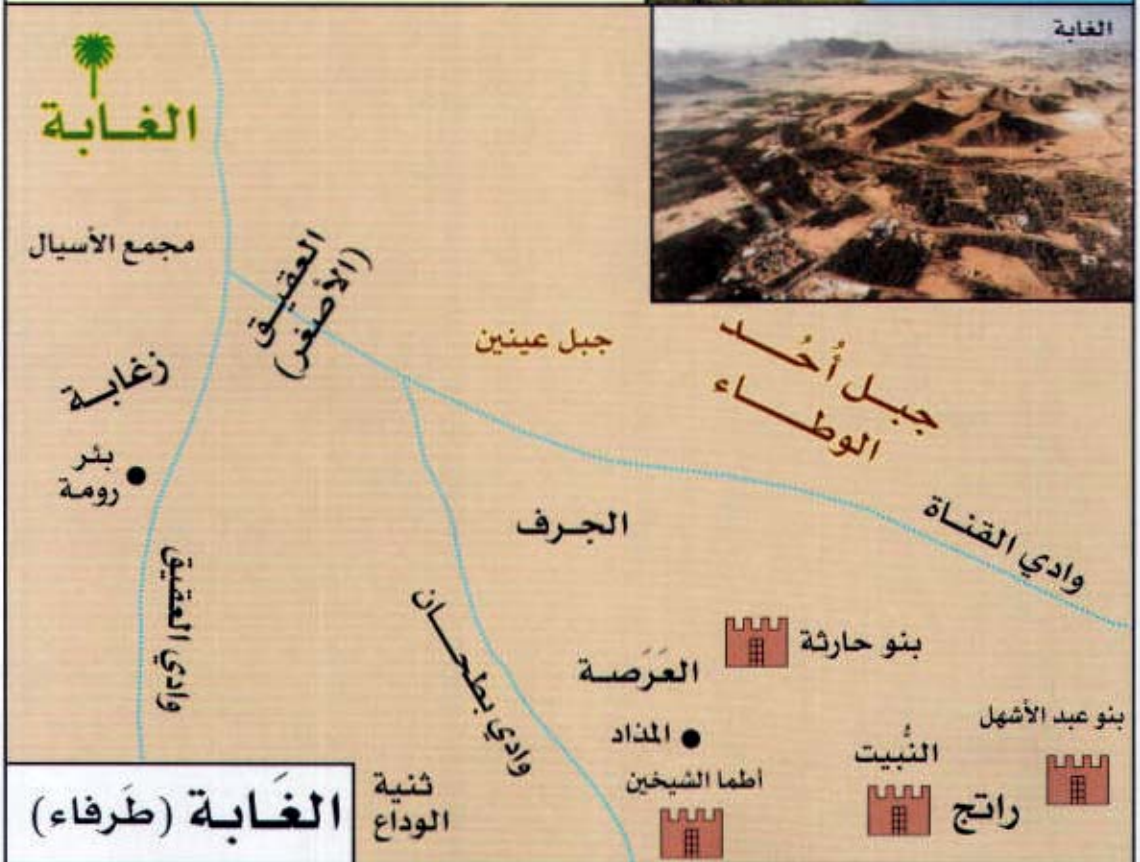 الغابة
الغابة
مجمع الأسيال
العقيق
(الأصغر)
جبل عينين
جبل أُحُد
الوطاء
زغابة
بئر
رومة
الجرف
وادي القناة
وادي العقيق
وادي بطحان
العَرَصة
بنو حارثة
المذاد
بنو عبد الأشهل
النُّبيت
أطما الشيخين
راتج
ثنية
الوداع
الغَابة (طَرفاء)